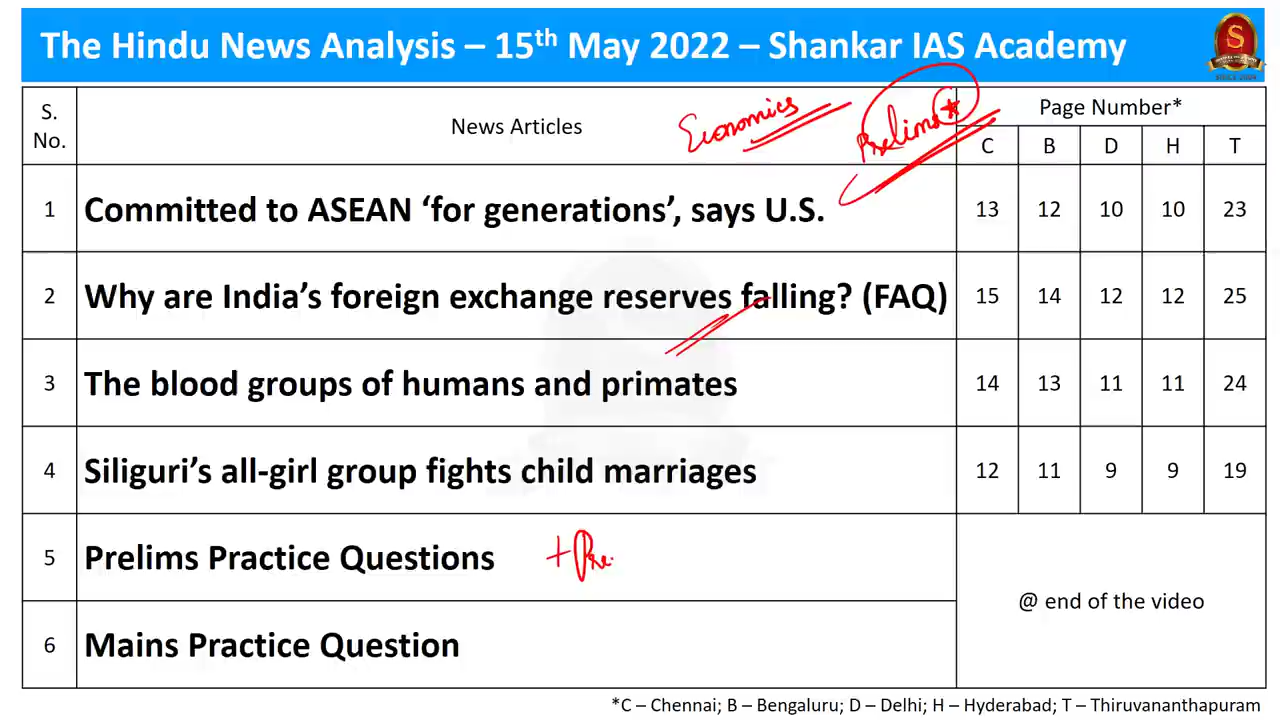 The Hindu News Analysis – 15th May 2022 – Shankar IAS Academy
S
SINCE 2004
S. No.
News Articles
Economics
Prelims
Page Number*
C B D H T
1 Committed to ASEAN ‘for generations’, says U.S. 13 12 10 10 23
2 Why are India’s foreign exchange reserves falling? (FAQ) 15 14 12 12 25
3 The blood groups of humans and primates 14 13 11 11 24
4 Siliguri’s all-girl group fights child marriages 12 11 9 9 19
5 Prelims Practice Questions + Pre.
@ end of the video
6 Mains Practice Question
*C – Chennai; B – Bengaluru; D – Delhi; H – Hyderabad; T – Thiruvananthapuram